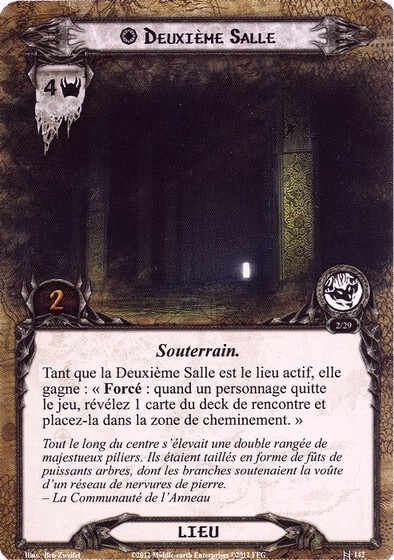 Deuxième Salle
4
2
2/29
Souterrain.
Tant que la Deuxième Salle est le lieu actif, elle
gagne : « Forcé : quand un personnage quitte
le jeu, révélez 1 carte du deck de rencontre et
placez-la dans la zone de cheminement. »
Tout le long du centre s'élevait une double rangée de
majestueux piliers. Ils étaient taillés en forme de fûts de
puissants arbres, dont les branches soutenaient la voûte
d'un réseau de nervures de pierre.
– La Communauté de l'Anneau
LIEU
Illus. Ben Zweifel ©2012 Middle-earth Enterprises ©2012 FFG 142